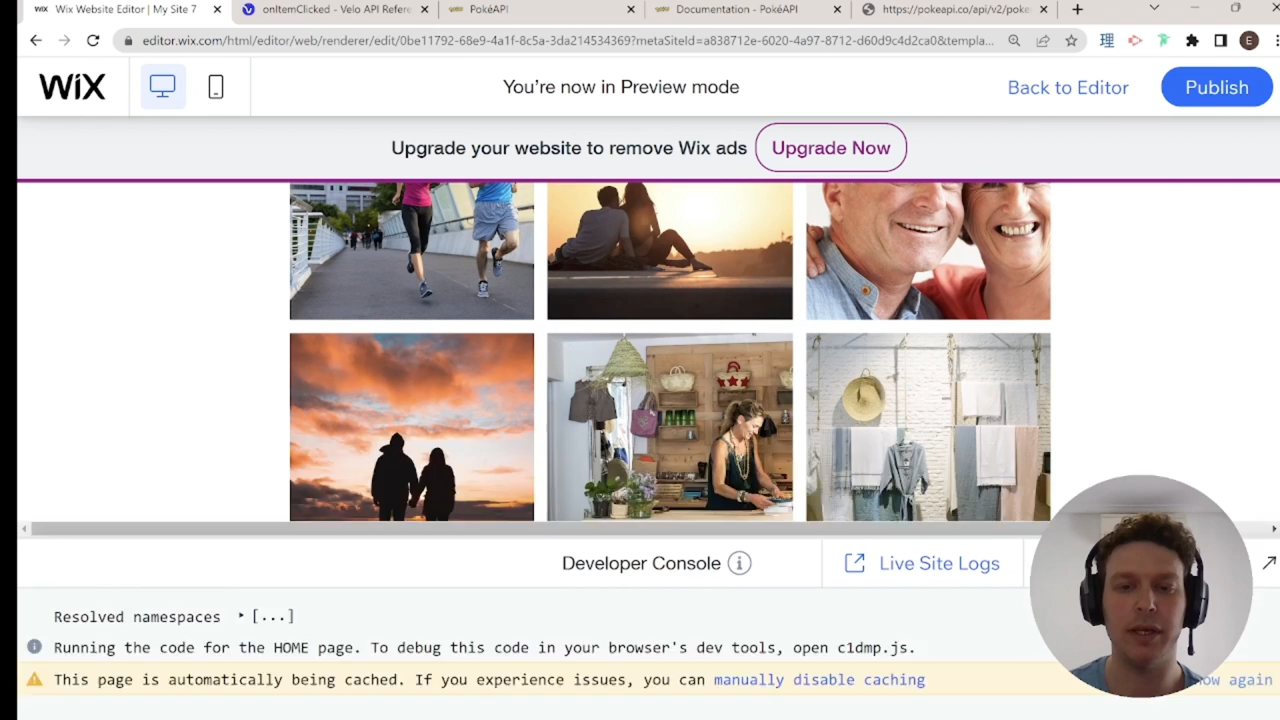 Wix Website Editor | My Site 7
onItemClicked - Velo API Refere
PokéAPI
Documentation - PokéAPI
https://pokeapi.co/api/v2/poke
editor.wix.com/html/editor/web/renderer/edit/0be11792-6fe9-4a1f-8c5a-3da214534369?metaSiteId=a838712e-6020-4a97-8712-d60d9c4d2ca0&templa...
E
WiX
You're now in Preview mode
Back to Editor
Publish
Upgrade your website to remove Wix ads
Upgrade Now
Developer Console
Live Site Logs
Resolved namespaces [...]
Running the code for the HOME page. To debug this code in your browser's dev tools, open c1dmp.js.
This page is automatically being cached. If you experience issues, you can manually disable caching
again